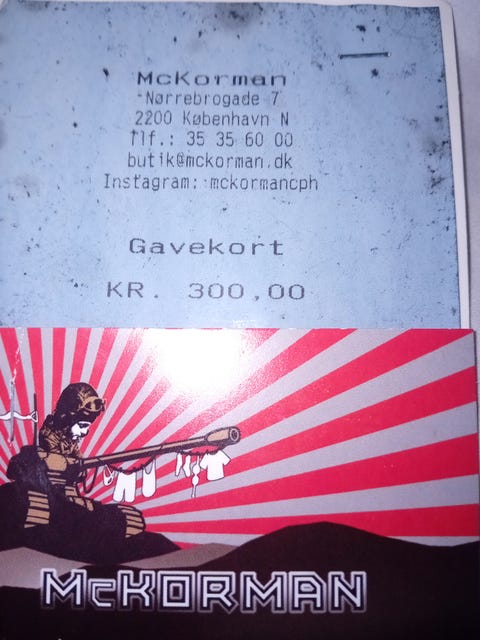 McKorman
Nørrebrogade 7
2200 København N
Tlf.: 35 35 60 00
butik@mckorman.dk
Instagram: mckormancph
Gavekort
KR. 300,00
McKORMAN